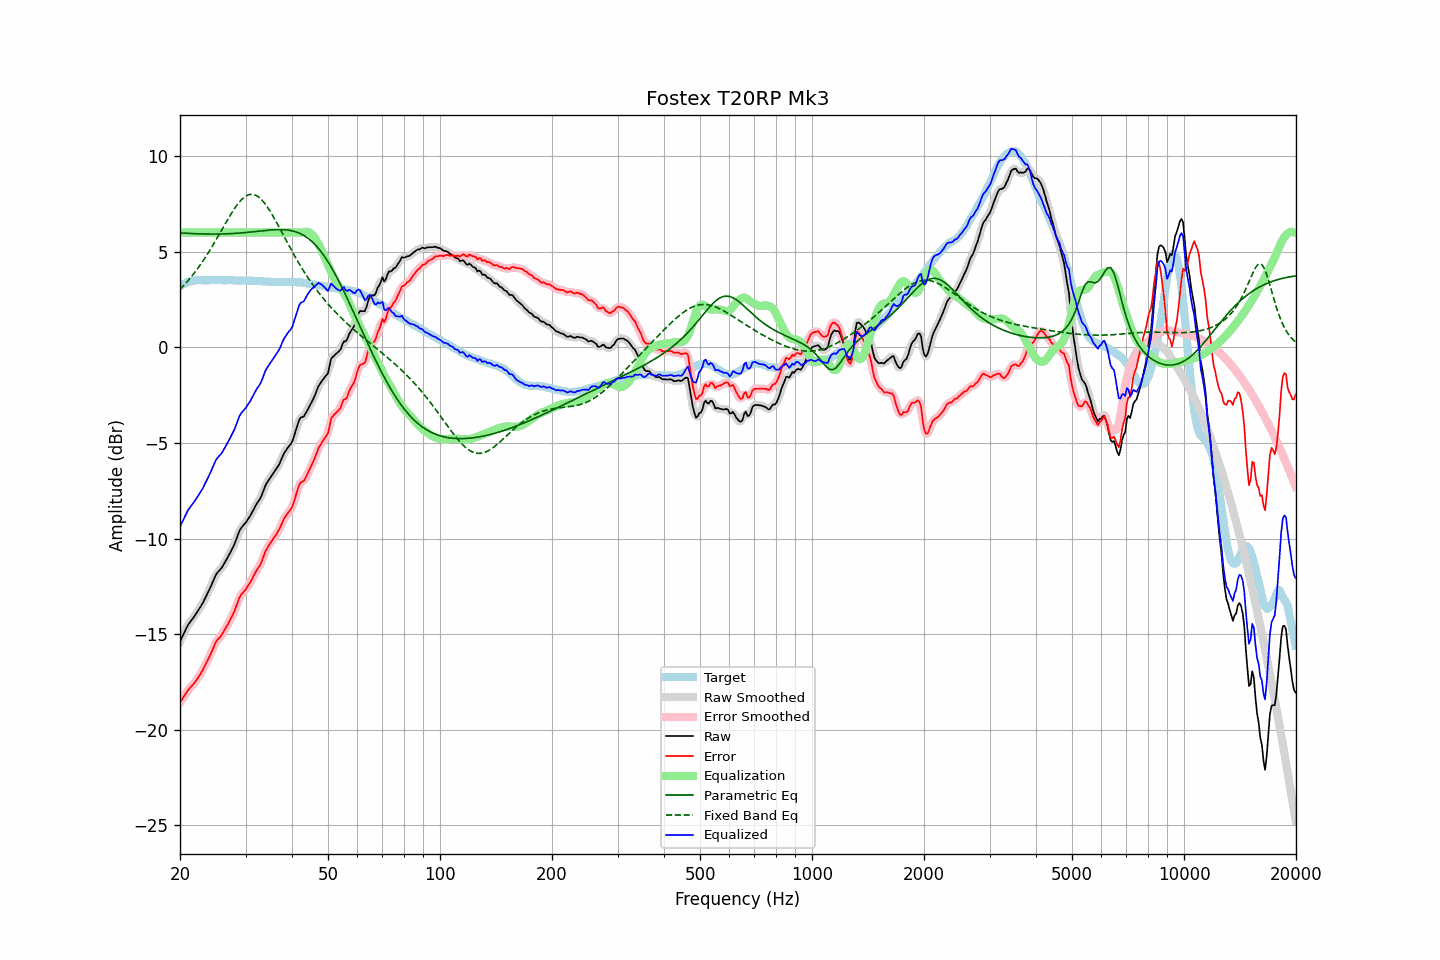 Fostex T20RP Mk3
Amplitude (dBr)
10
5
0
−5
−10
−15
−20
−25
Target
Raw Smoothed
Error Smoothed
Raw
Error
Equalization
Parametric Eq
Fixed Band Eq
Equalized
20 50 100 200 500 1000 2000 5000 10000 20000
Frequency (Hz)